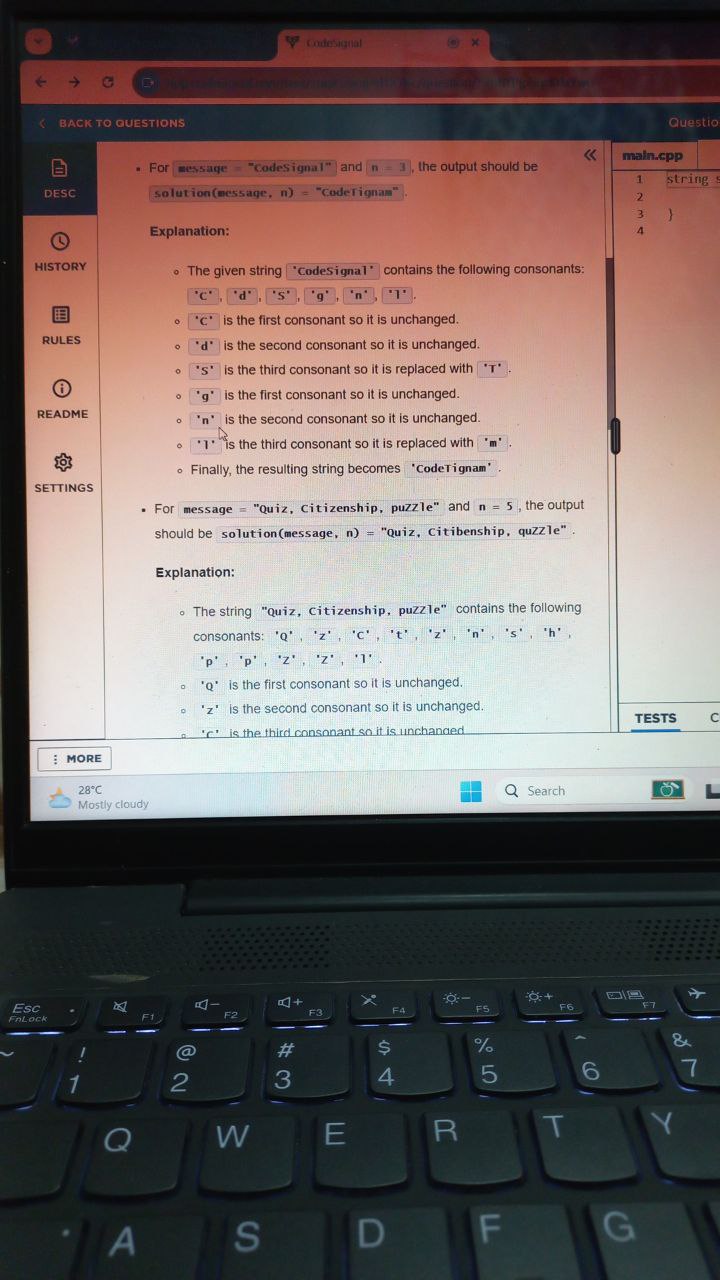 CodeSignal
BACK TO QUESTIONS
Questio
DESC
HISTORY
RULES
README
SETTINGS
MORE
• For message = "CodeSignal" and n = 3, the output should be
solution(message, n) = "CodeTignam".
Explanation:
◦ The given string 'CodeSignal' contains the following consonants:
'C', 'd', 'S', 'g', 'n', 'l'.
◦ 'C' is the first consonant so it is unchanged.
◦ 'd' is the second consonant so it is unchanged.
◦ 'S' is the third consonant so it is replaced with 'T'.
◦ 'g' is the first consonant so it is unchanged.
◦ 'n' is the second consonant so it is unchanged.
◦ 'l' is the third consonant so it is replaced with 'm'.
◦ Finally, the resulting string becomes 'CodeTignam'.
• For message = "Quiz, Citizenship, puZZle" and n = 5, the output
should be solution(message, n) = "Quiz, Citibenship, quZZle".
Explanation:
◦ The string "Quiz, Citizenship, puZZle" contains the following
consonants: 'Q', 'z', 'C', 't', 'z', 'n', 's', 'h',
'p', 'p', 'Z', 'Z', 'l'.
◦ 'Q' is the first consonant so it is unchanged.
◦ 'z' is the second consonant so it is unchanged.
◦ 'C' is the third consonant so it is unchanged
main.cpp
1 string s
2
3 }
4
TESTS C
28°C
Mostly cloudy
Search
Esc
FnLock
F1 F2 F3 F4 F5 F6 F7
~ ! @ # $ % ^ &
1 2 3 4 5 6 7
Q W E R T Y
A S D F G